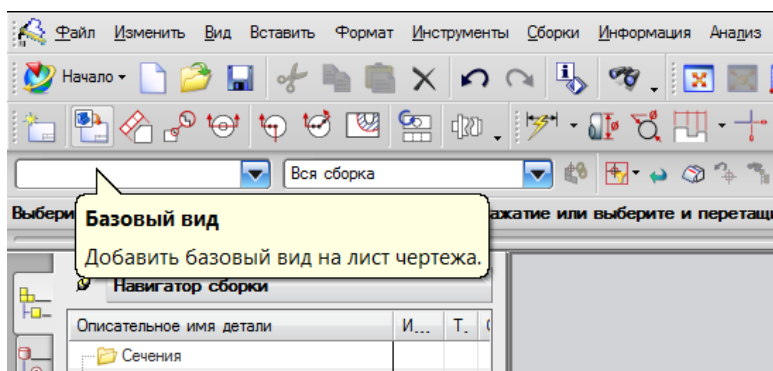 Файл Изменить Вид Вставить Формат Инструменты Сборки Информация Анализ
Начало
Вся сборка
Выбери ажатие или выберите и перетащи
Базовый вид
Добавить базовый вид на лист чертежа.
Навигатор сборки
Описательное имя детали И... Т.
Сечения